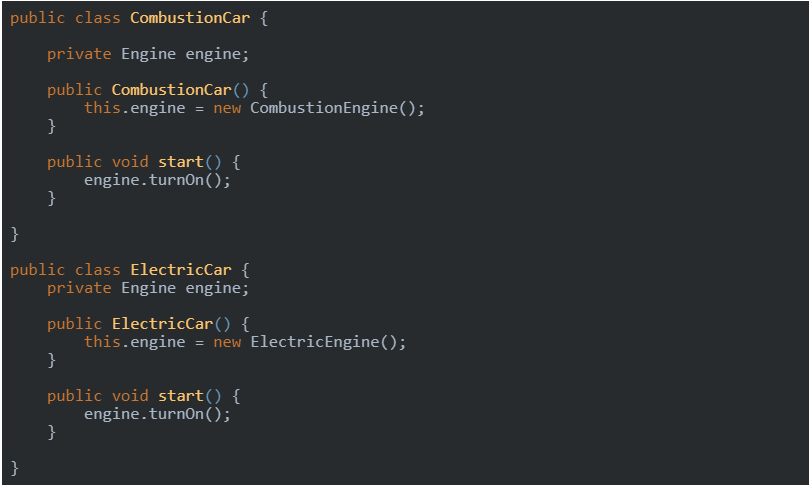 public class CombustionCar {
private Engine engine;
public CombustionCar() {
this.engine = new CombustionEngine();
}
public void start() {
engine.turnOn();
}
}
public class ElectricCar {
private Engine engine;
public ElectricCar() {
this.engine = new ElectricEngine();
}
public void start() {
engine.turnOn();
}
}